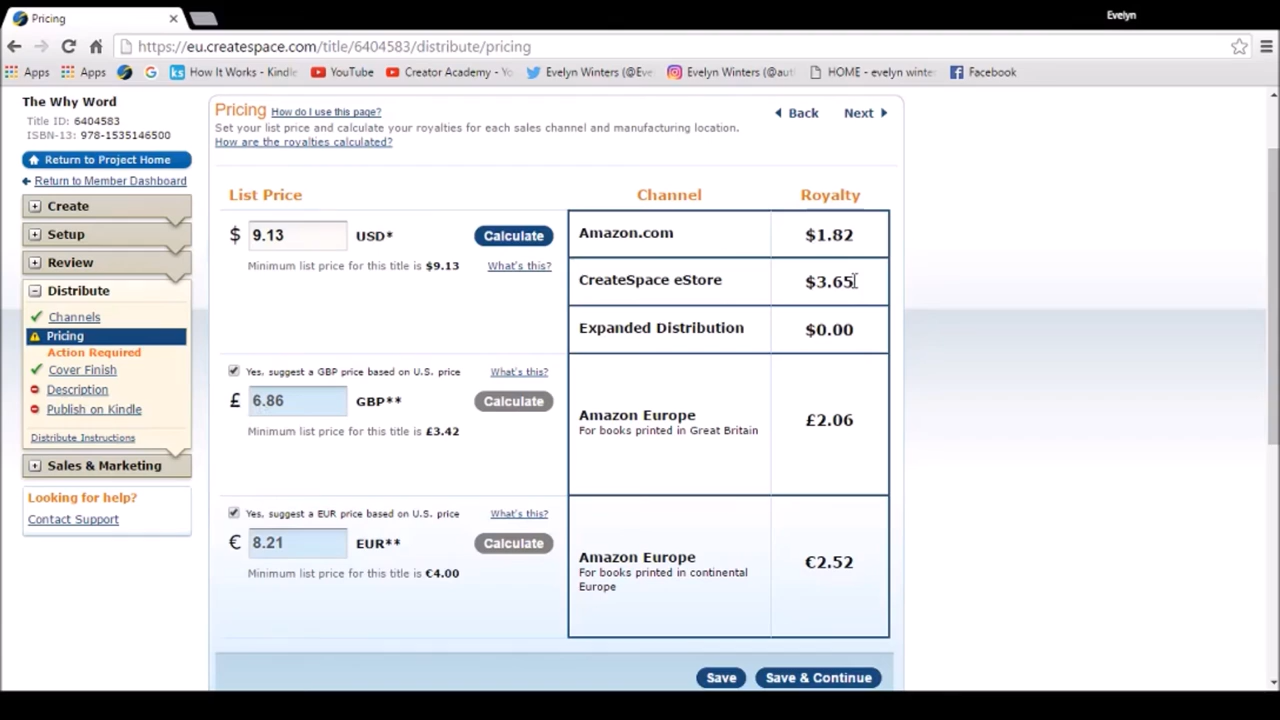 Pricing
Evelyn
https://eu.createspace.com/title/6404583/distribute/pricing
Apps
Apps
How It Works - Kindle
YouTube
Creator Academy - Yo
Evelyn Winters (@Eve
Evelyn Winters (@aut
HOME - evelyn winte
Facebook
The Why Word
Title ID: 6404583
ISBN-13: 978-1535146500
Return to Project Home
Return to Member Dashboard
Create
Setup
Review
Distribute
Channels
Pricing
Action Required
Cover Finish
Description
Publish on Kindle
Distribute Instructions
Sales & Marketing
Looking for help?
Contact Support
Pricing How do I use this page?
Back Next
Set your list price and calculate your royalties for each sales channel and manufacturing location.
How are the royalties calculated?
List Price Channel Royalty
$ 9.13 USD* Calculate
Minimum list price for this title is $9.13 What's this?
Amazon.com $1.82
CreateSpace eStore $3.65
Expanded Distribution $0.00
Yes, suggest a GBP price based on U.S. price What's this?
£ 6.86 GBP** Calculate
Minimum list price for this title is £3.42
Amazon Europe £2.06
For books printed in Great Britain
Yes, suggest a EUR price based on U.S. price What's this?
€ 8.21 EUR** Calculate
Minimum list price for this title is €4.00
Amazon Europe €2.52
For books printed in continental
Europe
Save Save & Continue